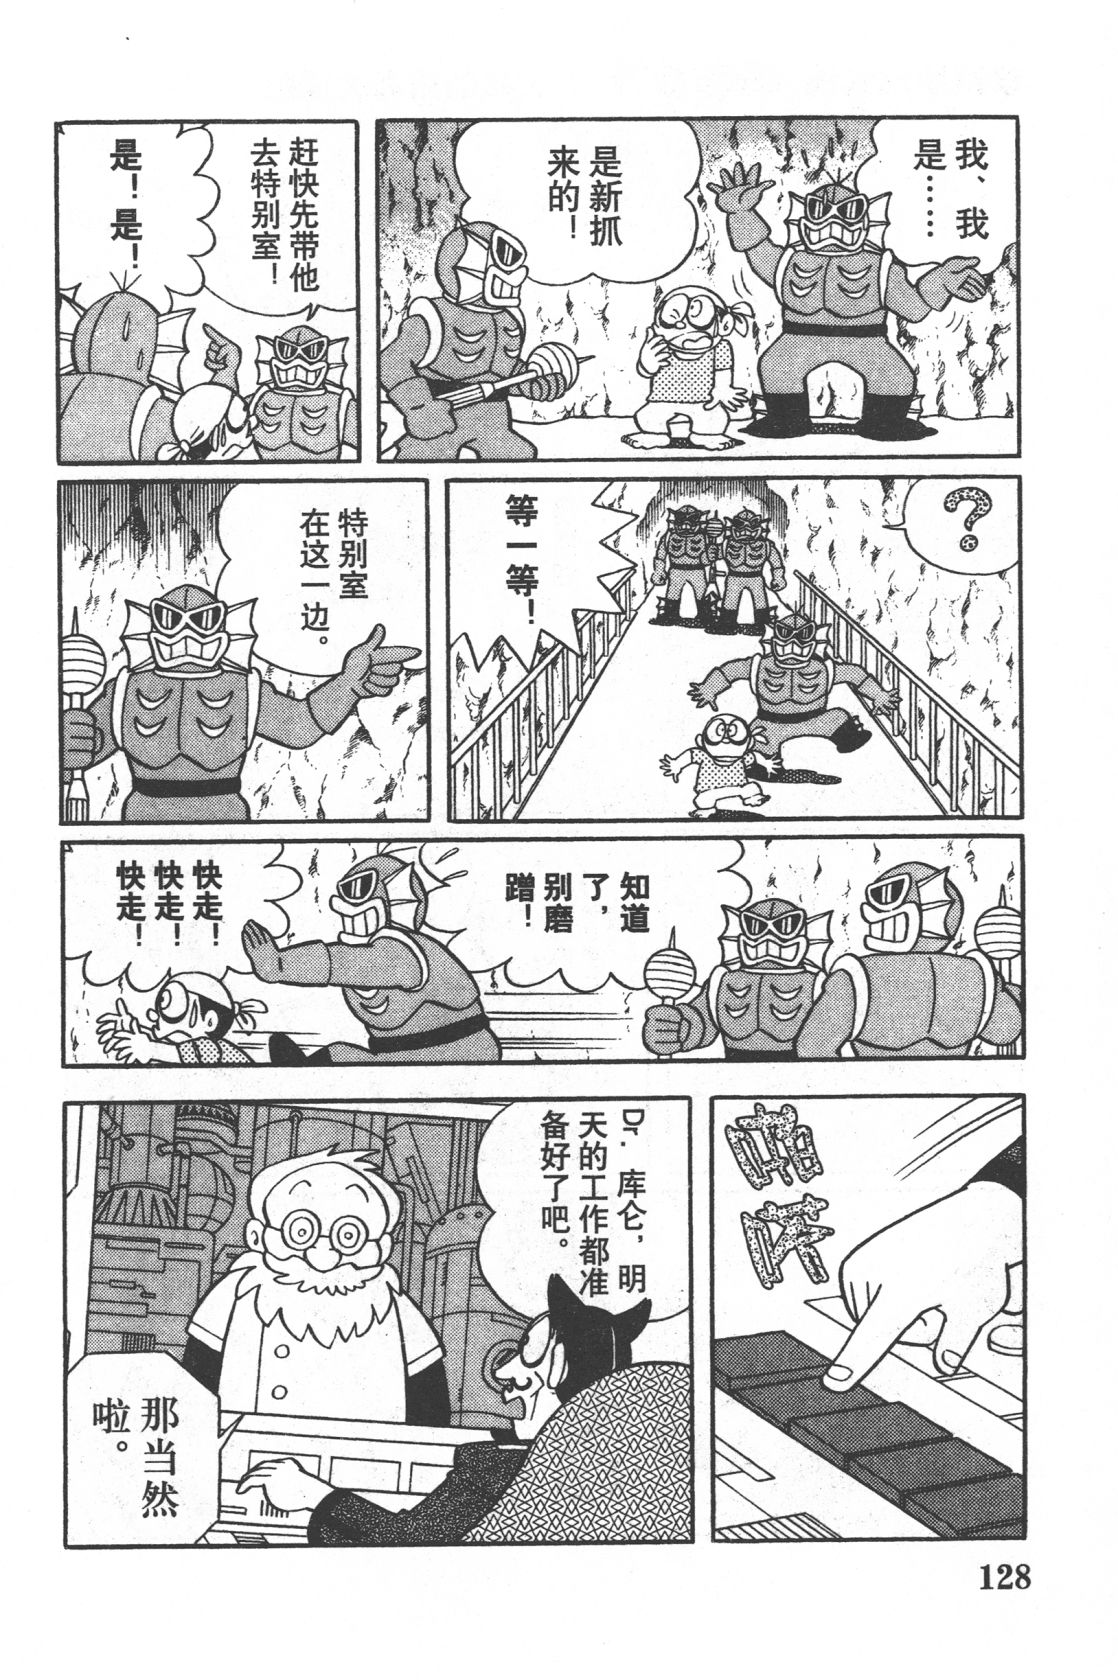 我、我
是……
是新抓
来的！
赶快先带他
去特别室！
是！是！
？
等一等！
特别室
在这一边。
知道
了，
别磨
蹭！
快走！
快走！
快走！
啪
嚓
Dr. 库仑，明
天的工作都准
备好了吧。
那当然
啦。
128